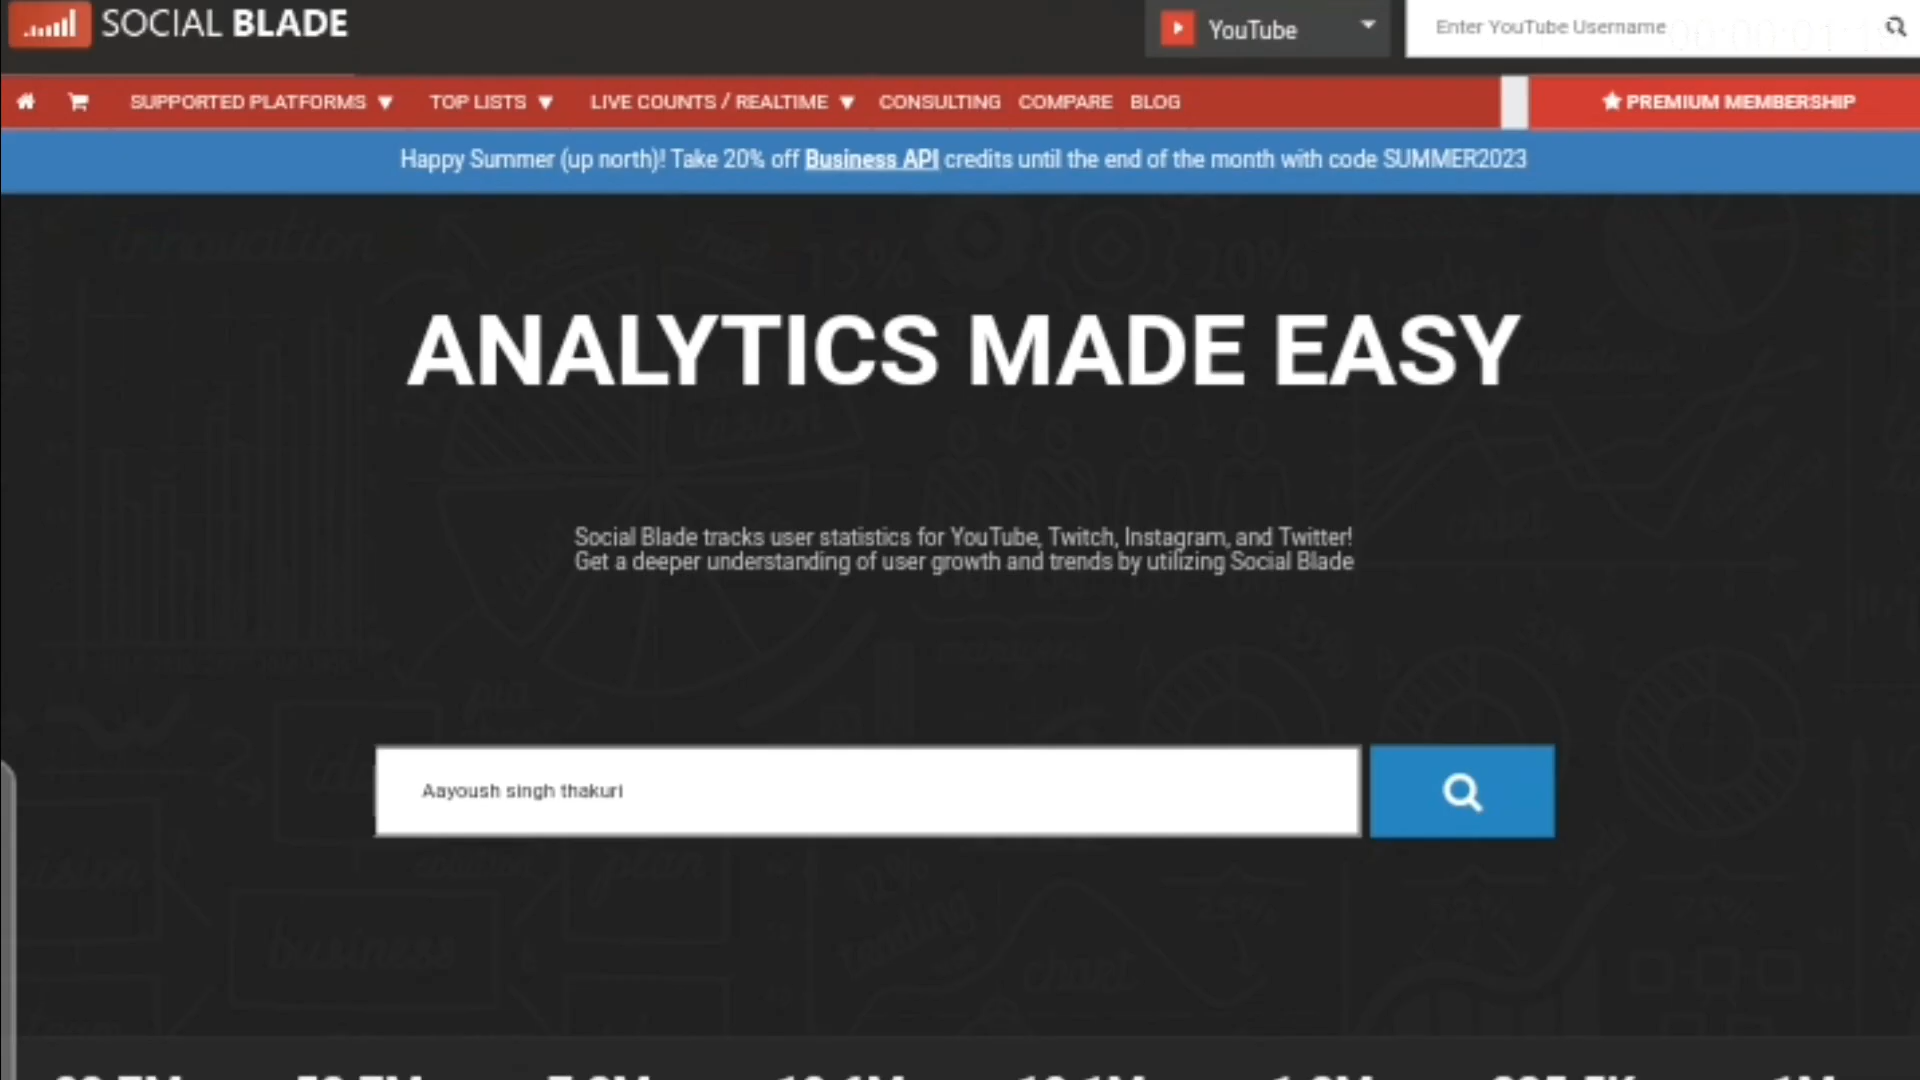 SOCIAL BLADE
YouTube
Enter YouTube Username
SUPPORTED PLATFORMS ▼ TOP LISTS ▼ LIVE COUNTS / REALTIME ▼ CONSULTING COMPARE BLOG
PREMIUM MEMBERSHIP
Happy Summer (up north)! Take 20% off Business API credits until the end of the month with code SUMMER2023
ANALYTICS MADE EASY
Social Blade tracks user statistics for YouTube, Twitch, Instagram, and Twitter!
Get a deeper understanding of user growth and trends by utilizing Social Blade
Aayoush singh thakuri